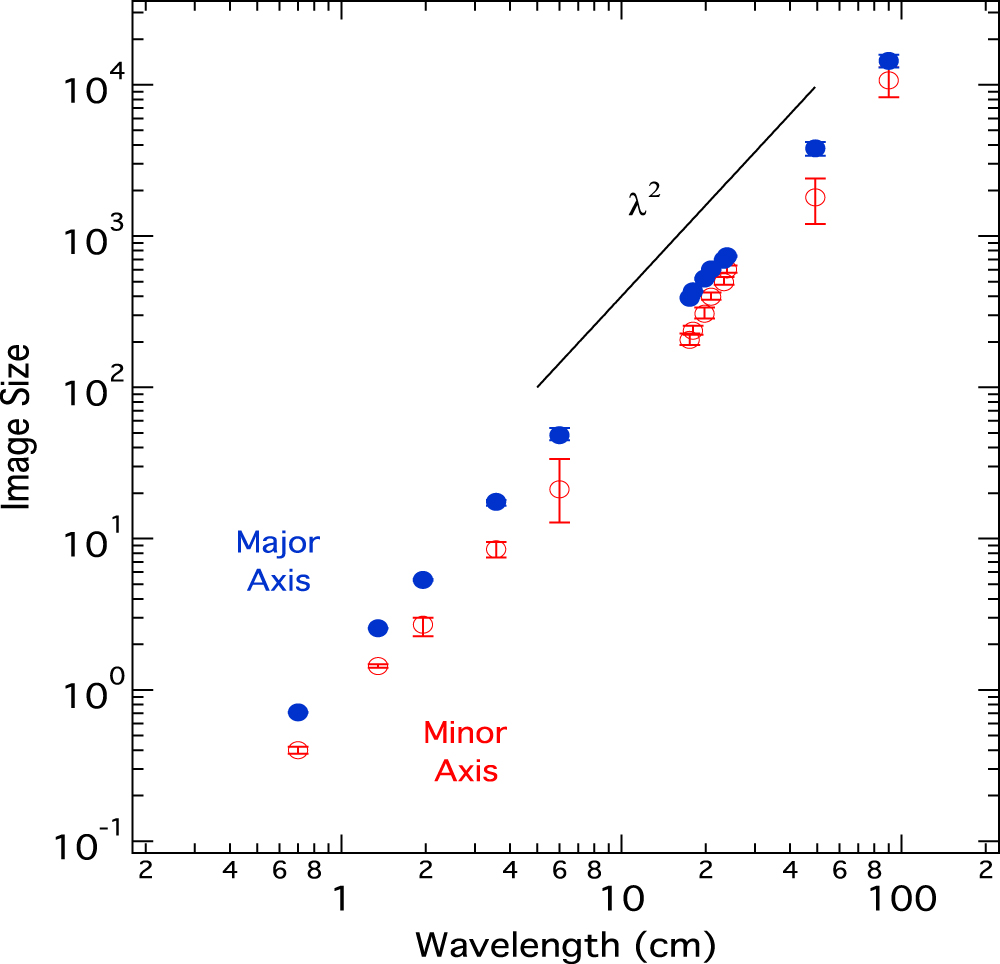 10^4
10^3
10^2
10^1
10^0
10^-1
Image Size
λ^2
Major
Axis
Minor
Axis
2 4 6 8 2 4 6 8 2 4 6 8 2
1 10 100
Wavelength (cm)